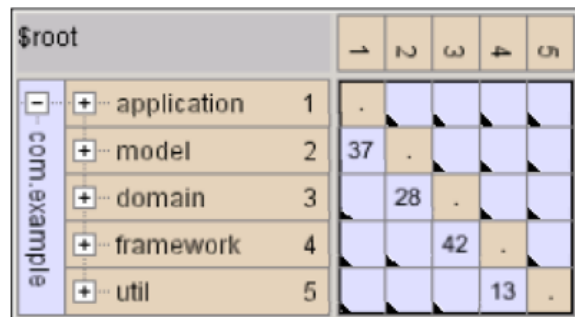 $root 1 2 3 4 5
com.example
application 1 .
model 2 37 .
domain 3 28 .
framework 4 42 .
util 5 13 .